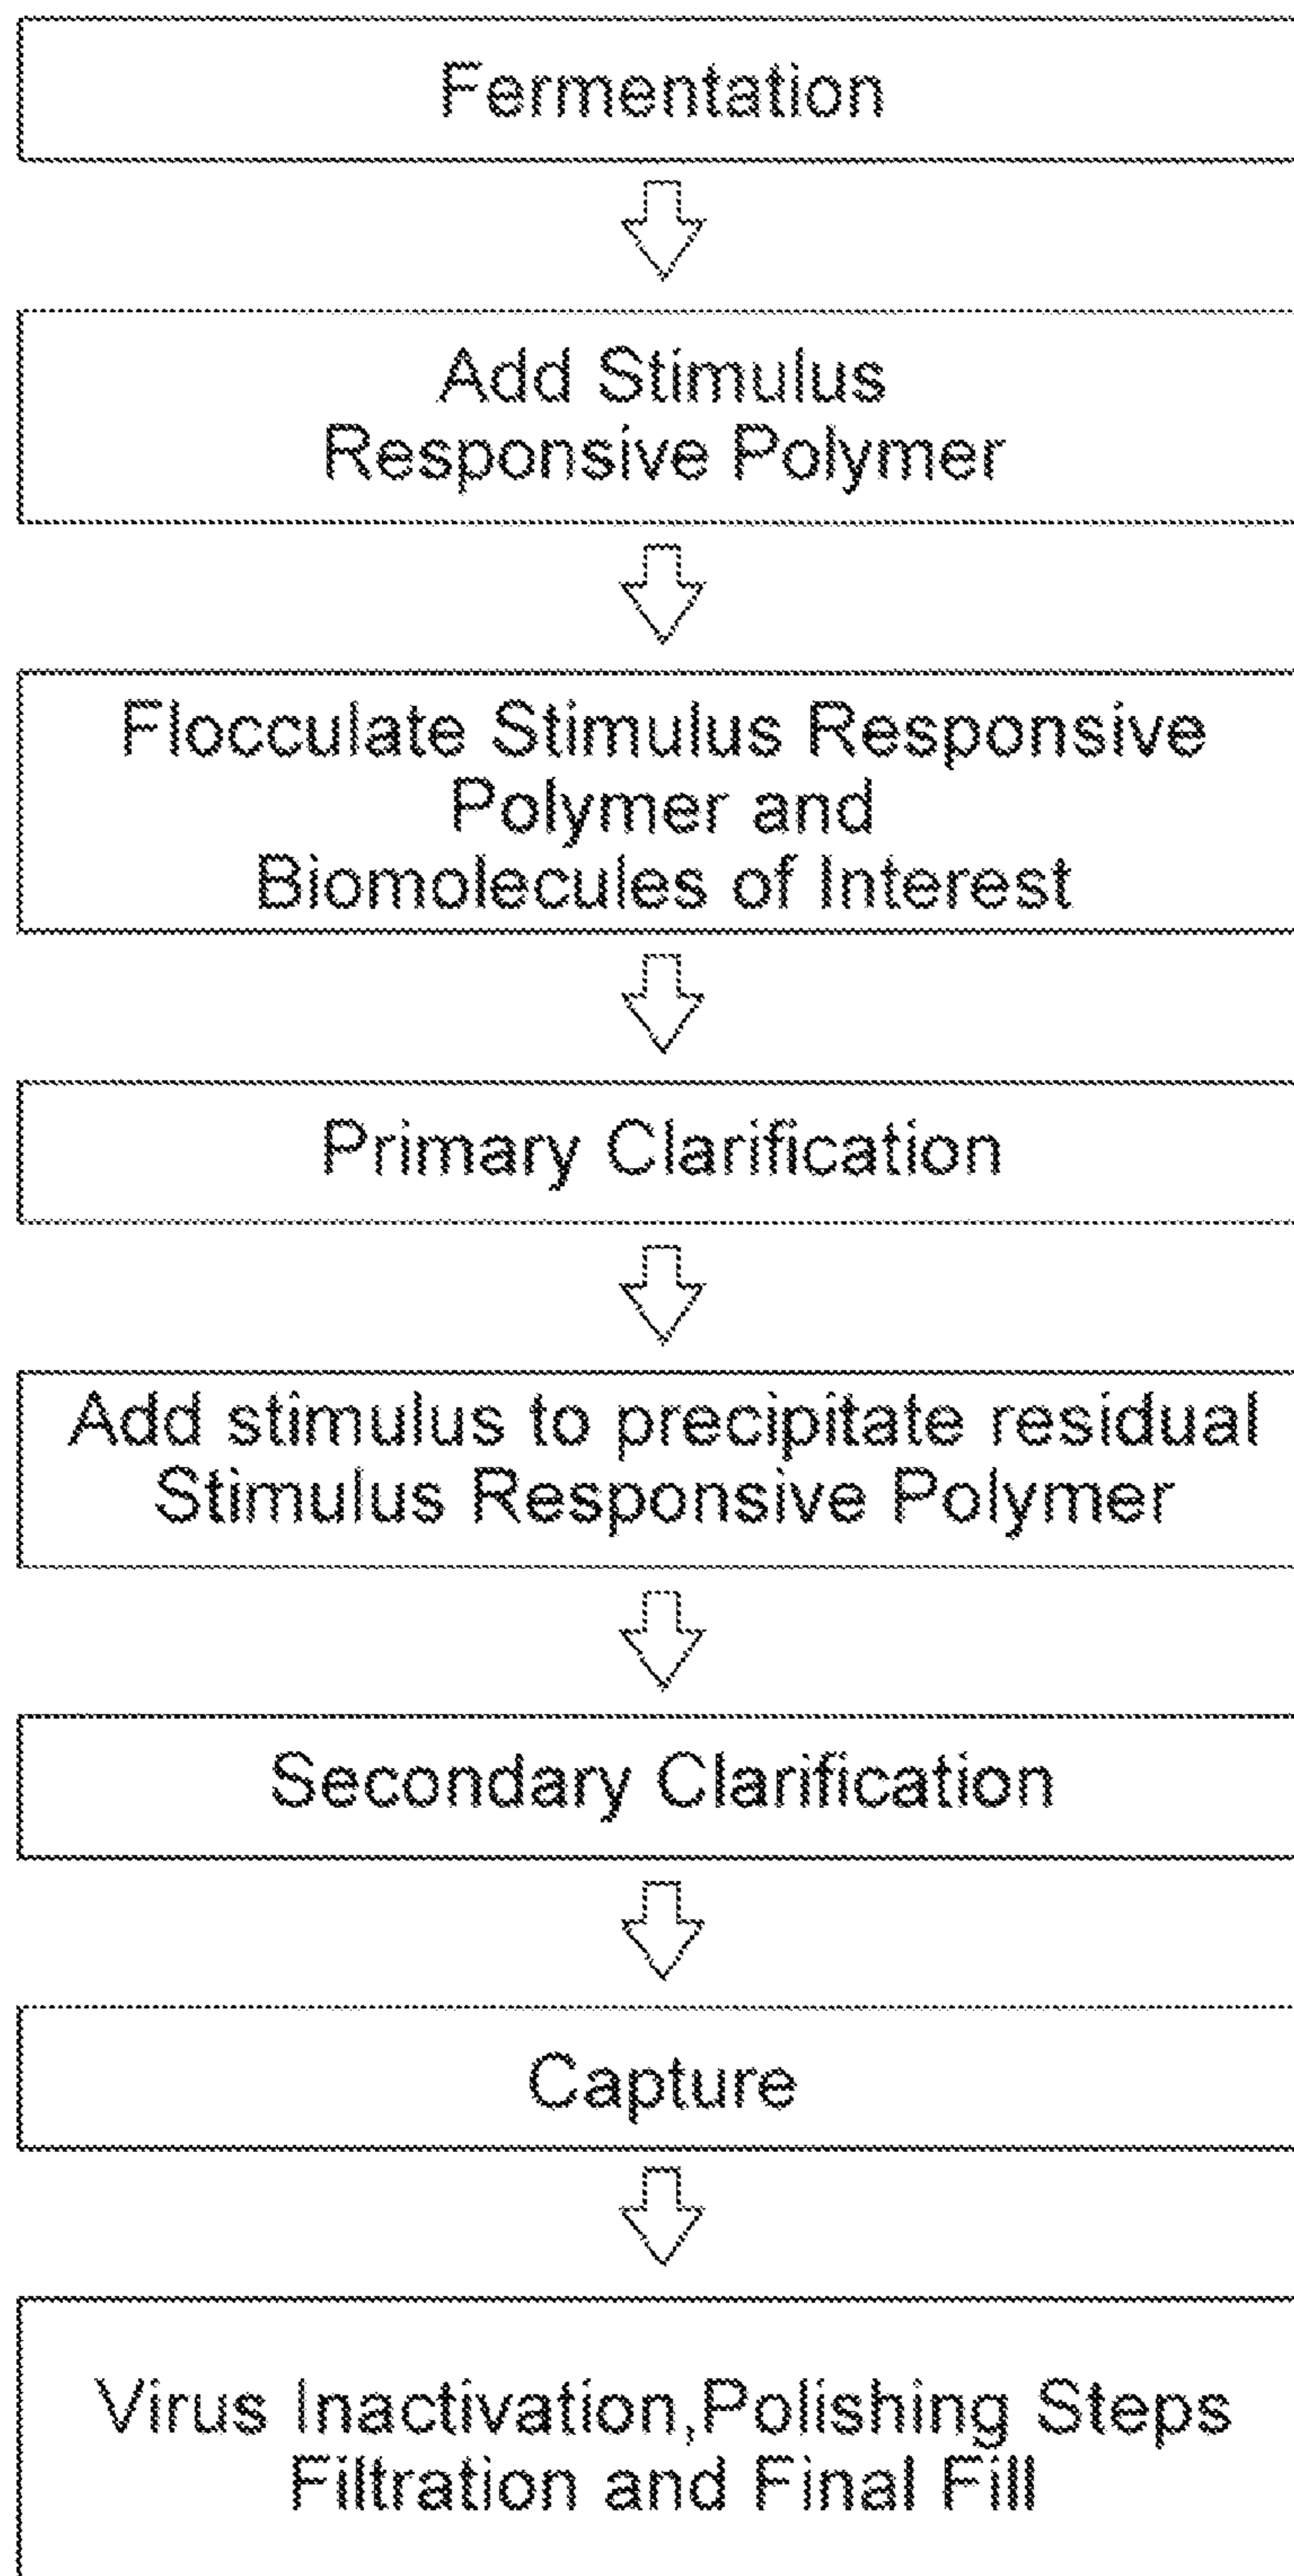 Fermentation
Add Stimulus
Responsive Polymer
Flocculate Stimulus Responsive
Polymer and
Biomolecules of Interest
Primary Clarification
Add stimulus to precipitate residual
Stimulus Responsive Polymer
Secondary Clarification
Capture
Virus Inactivation,Polishing Steps
Filtration and Final Fill